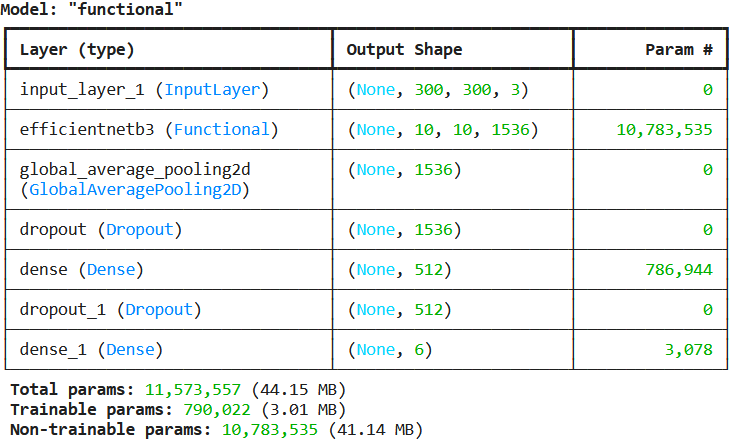 Model: "functional"
Layer (type) Output Shape Param #
input_layer_1 (InputLayer) (None, 300, 300, 3) 0
efficientnetb3 (Functional) (None, 10, 10, 1536) 10,783,535
global_average_pooling2d (None, 1536) 0
(GlobalAveragePooling2D)
dropout (Dropout) (None, 1536) 0
dense (Dense) (None, 512) 786,944
dropout_1 (Dropout) (None, 512) 0
dense_1 (Dense) (None, 6) 3,078
Total params: 11,573,557 (44.15 MB)
Trainable params: 790,022 (3.01 MB)
Non-trainable params: 10,783,535 (41.14 MB)